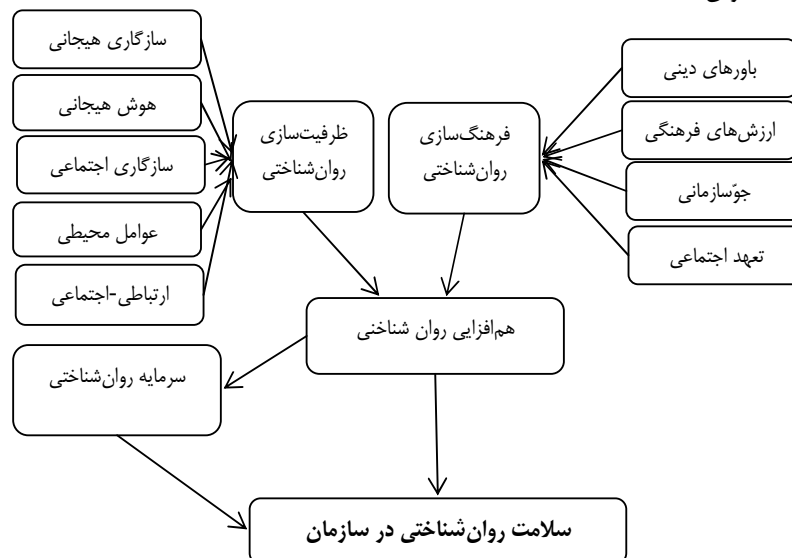 سازگاری هیجانی
هوش هیجانی
سازگاری اجتماعی
عوامل محیطی
ارتباطی-اجتماعی
ظرفیت‌سازی
روان‌شناختی
فرهنگ‌سازی
روان‌شناختی
باورهای دینی
ارزش‌های فرهنگی
جوّسازمانی
تعهد اجتماعی
هم‌افزایی روان شناختی
سرمایه روان‌شناختی
سلامت روان‌شناختی در سازمان